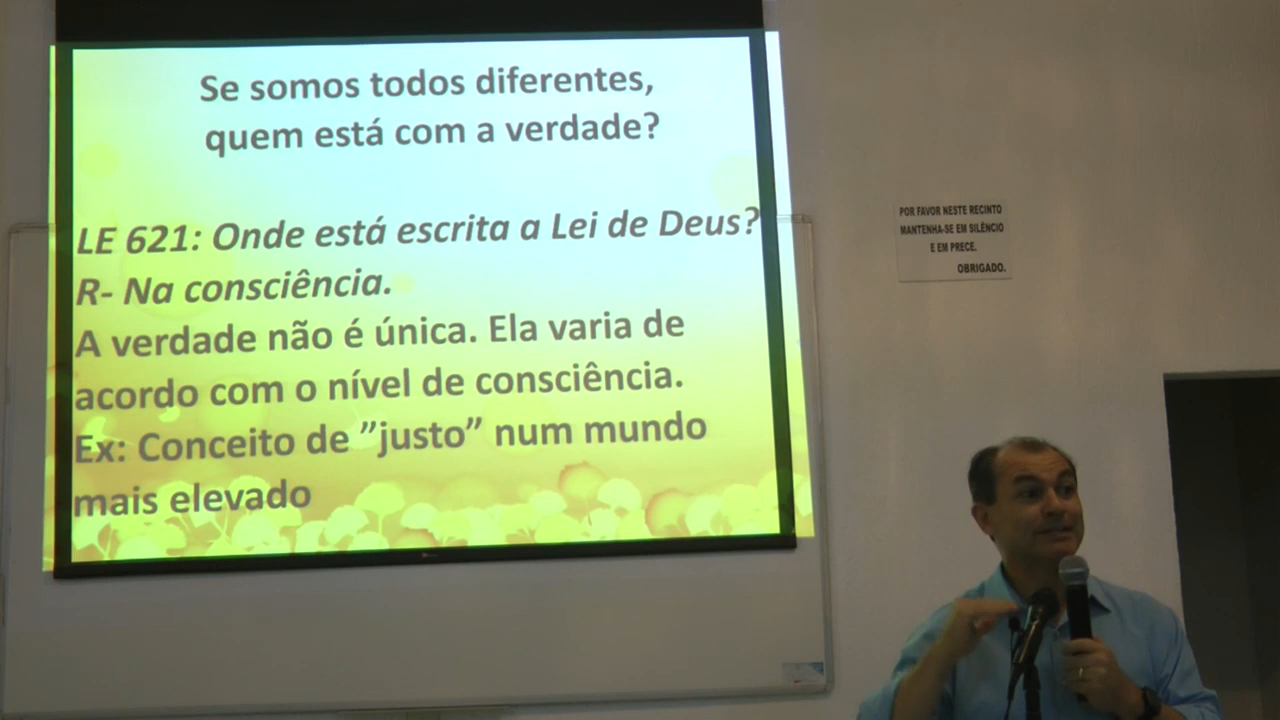 Se somos todos diferentes,
quem está com a verdade?
LE 621: Onde está escrita a Lei de Deus?
R- Na consciência.
A verdade não é única. Ela varia de
acordo com o nível de consciência.
Ex: Conceito de ”justo” num mundo
mais elevado
POR FAVOR NESTE RECINTO
MANTENHA-SE EM SILÊNCIO
E EM PRECE.
OBRIGADO.